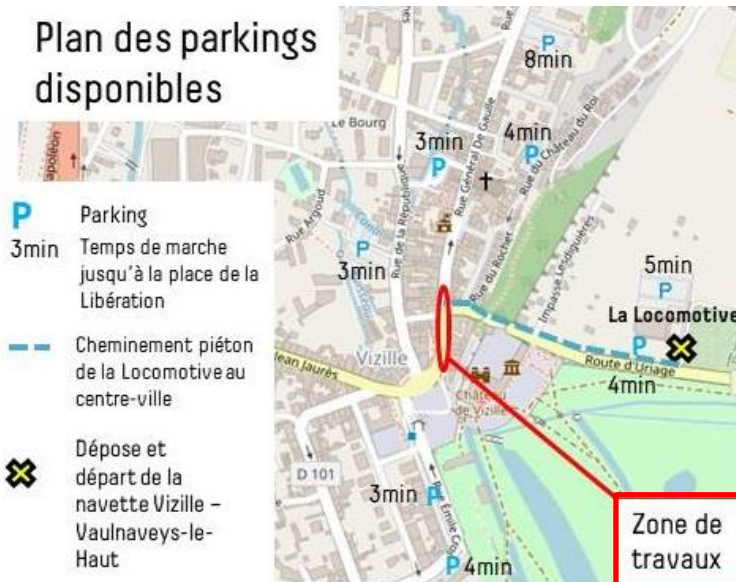 Plan des parkings
disponibles
P
Parking
3min
Temps de marche
jusqu'à la place de la
Libération
Cheminement piéton
de la Locomotive au
centre-ville
Dépose et
départ de la
navette Vizille –
Vaulnaveys-le-
Haut
P
8min
Rue Général De Gaulle
Le Bourg
3min
P
4min
P
Rue du Château du Roi
apoléon
Rue Argoud
Rue de la République
P
3min
Rue du Rocher
Impasse Lesdiguières
5min
P
La Locomotive
P
4min
Route d'Uriage
Vizille
Jean Jaurès
Château
de Vizille
D 101
3min
P
Rue Émile
P
4min
Zone de
travaux